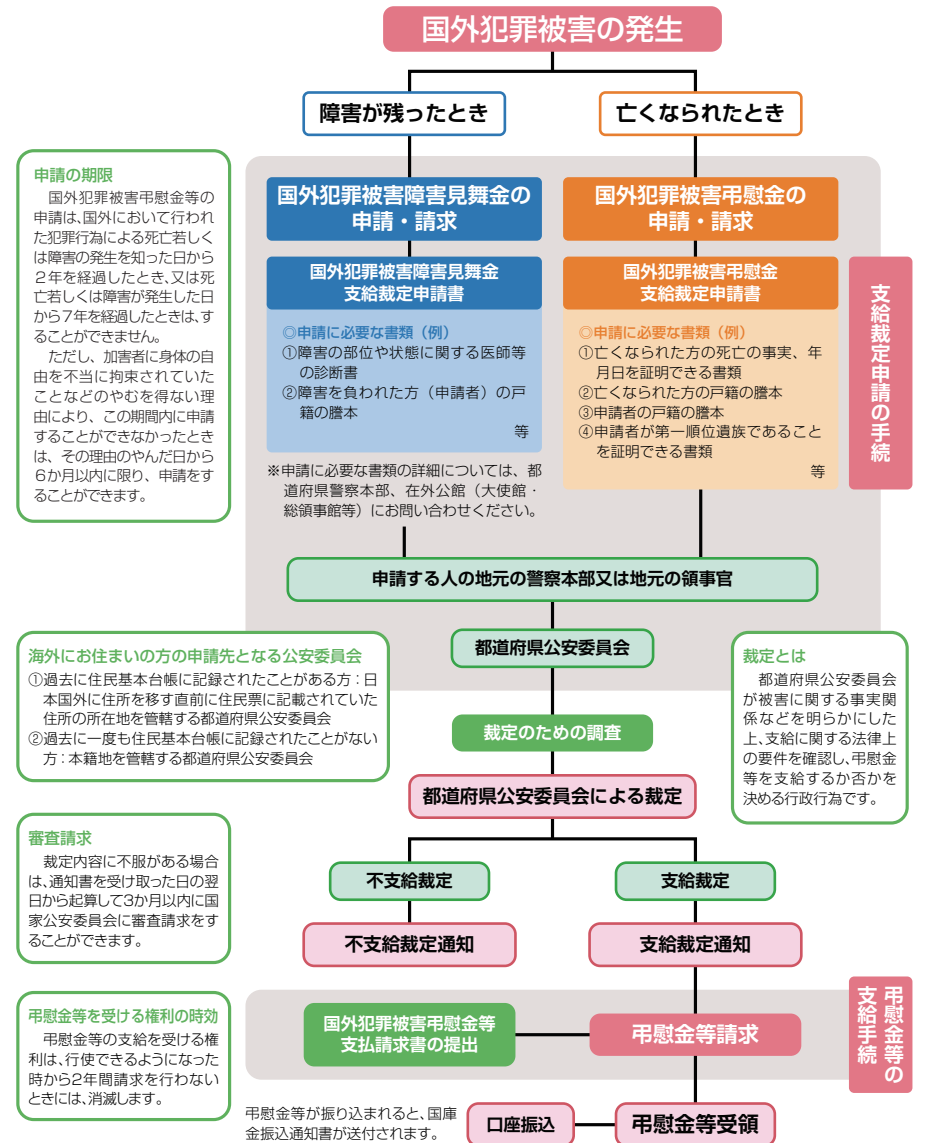 国外犯罪被害の発生
障害が残ったとき
亡くなられたとき
申請の期限
国外犯罪被害弔慰金等の
申請は、国外において行われ
た犯罪行為による死亡若しく
は障害の発生を知った日から
2年を経過したとき、又は死
亡若しくは障害が発生した日
から7年を経過したときは、す
ることができません。
ただし、加害者に身体の自
由を不当に拘束されていた
ことなどのやむを得ない理
由により、この期間内に申請
することができなかったとき
は、その理由のやんだ日から
6か月以内に限り、申請をす
ることができます。
国外犯罪被害障害見舞金の
申請・請求
国外犯罪被害障害見舞金
支給裁定申請書
◎申請に必要な書類（例）
①障害の部位や状態に関する医師等
の診断書
②障害を負われた方（申請者）の戸
籍の謄本
等
※申請に必要な書類の詳細については、都
道府県警察本部、在外公館（大使館・
総領事館等）にお問い合わせください。
国外犯罪被害弔慰金の
申請・請求
国外犯罪被害弔慰金
支給裁定申請書
◎申請に必要な書類（例）
①亡くなられた方の死亡の事実、年
月日を証明できる書類
②亡くなられた方の戸籍の謄本
③申請者の戸籍の謄本
④申請者が第一順位遺族であること
を証明できる書類
等
支給裁定申請の手続
申請する人の地元の警察本部又は地元の領事官
都道府県公安委員会
海外にお住まいの方の申請先となる公安委員会
①過去に住民基本台帳に記録されたことがある方：日
本国外に住所を移す直前に住民票に記載されていた
住所の所在地を管轄する都道府県公安委員会
②過去に一度も住民基本台帳に記録されたことがない
方：本籍地を管轄する都道府県公安委員会
裁定とは
都道府県公安委員会
が被害に関する事実関
係などを明らかにした
上、支給に関する法律上
の要件を確認し、弔慰金
等を支給するか否かを
決める行政行為です。
裁定のための調査
都道府県公安委員会による裁定
審査請求
裁定内容に不服がある場合
は、通知書を受け取った日の翌
日から起算して3か月以内に国
家公安委員会に審査請求をす
ることができます。
不支給裁定
支給裁定
不支給裁定通知
支給裁定通知
弔慰金等を受ける権利の時効
弔慰金等の支給を受ける権
利は、行使できるようになった
時から2年間請求を行わない
ときには、消滅します。
国外犯罪被害弔慰金等
支払請求書の提出
弔慰金等請求
弔慰金等の
支給手続
弔慰金等が振り込まれると、国庫
金振込通知書が送付されます。
口座振込
弔慰金等受領